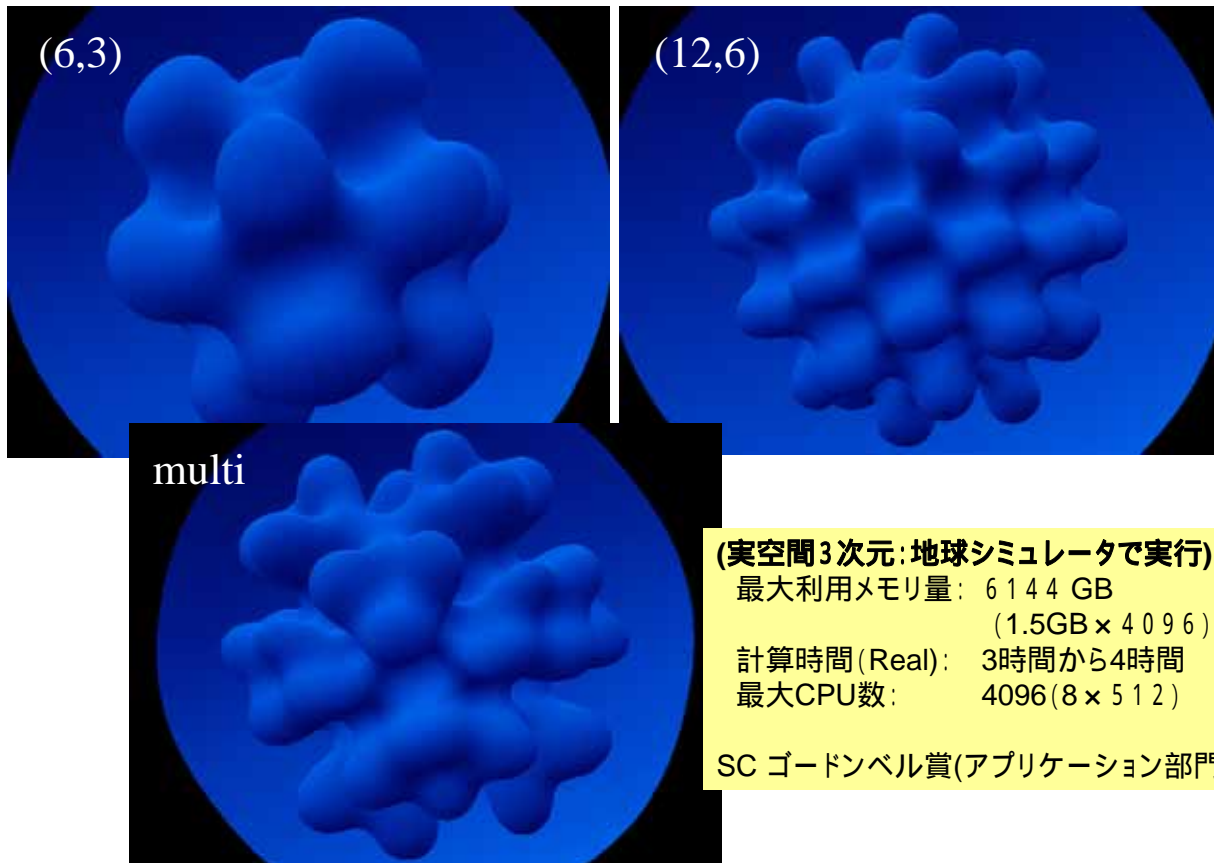 (6,3)
(12,6)
multi
(実空間３次元：地球シミュレータで実行)
最大利用メモリ量： ６１４４ GB
(1.5GB × ４０９６)
計算時間(Real)： 3時間から4時間
最大CPU数： 4096(8 × ５１２)
SC ゴードンベル賞(アプリケーション部門